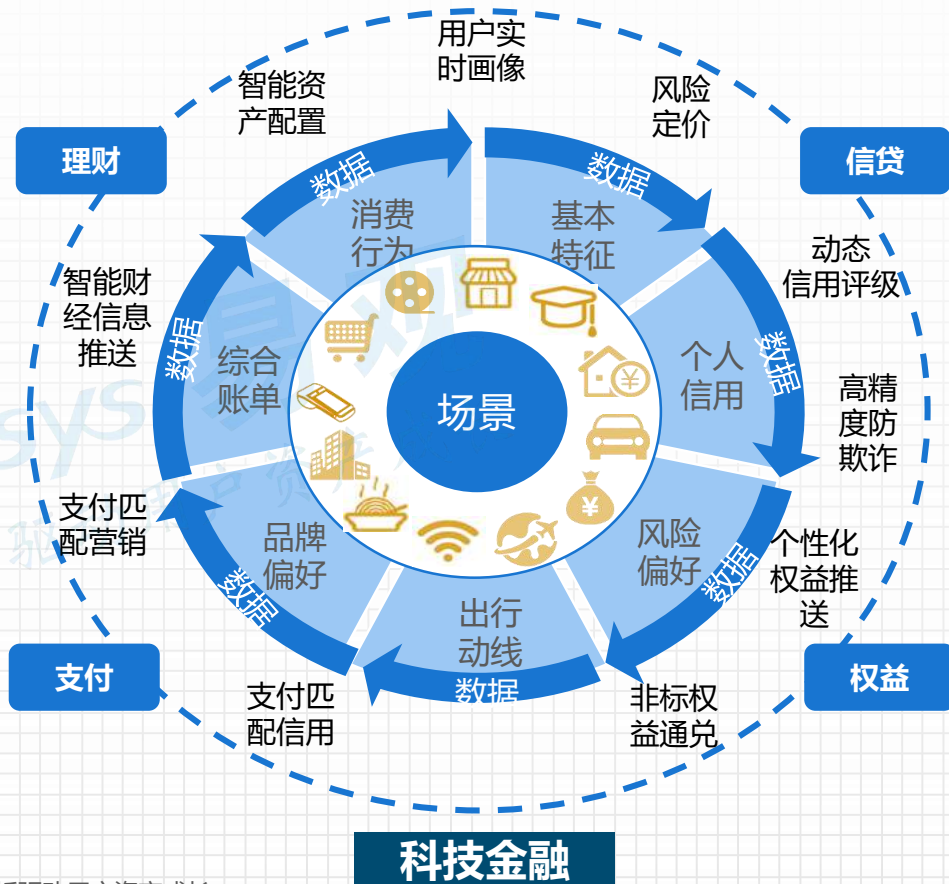 用户实
时画像
智能资
产配置
风险
定价
理财
信贷
数据
数据
消费
行为
基本
特征
动态
信用评级
智能财
经信息
推送
数据
数据
综合
账单
个人
信用
场景
高精
度防
欺诈
支付匹
配营销
品牌
偏好
风险
偏好
个性化
权益推
送
数据
数据
出行
动线
数据
支付
权益
支付匹
配信用
非标权
益通兑
科技金融